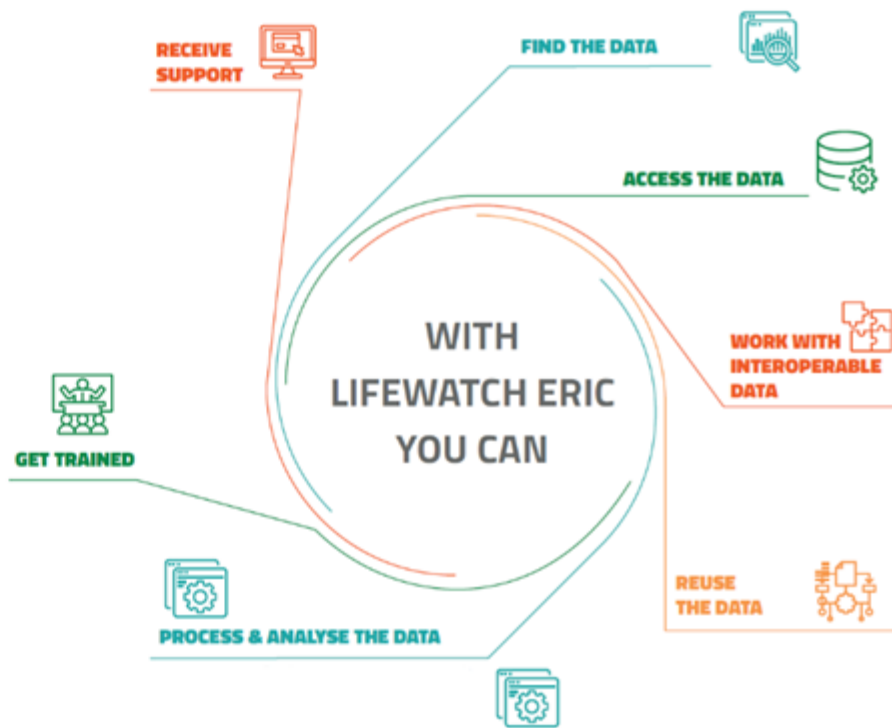 RECEIVE
SUPPORT
FIND THE DATA
ACCESS THE DATA
WITH
LIFEWATCH ERIC
YOU CAN
WORK WITH
INTEROPERABLE
DATA
GET TRAINED
REUSE
THE DATA
PROCESS & ANALYSE THE DATA